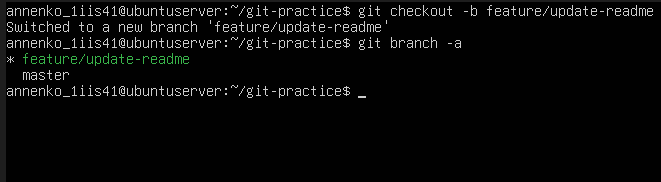 annenko_1iis41@ubuntuserver:~/git-practice$ git checkout -b feature/update-readme
Switched to a new branch 'feature/update-readme'
annenko_1iis41@ubuntuserver:~/git-practice$ git branch -a
* feature/update-readme
  master
annenko_1iis41@ubuntuserver:~/git-practice$ _